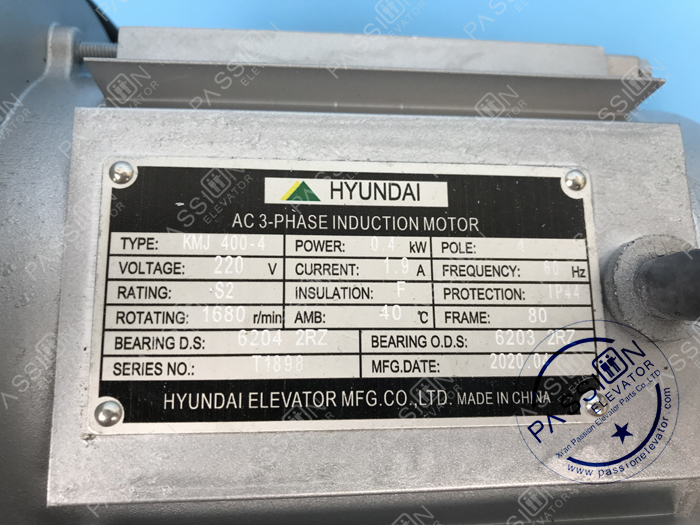 HYUNDAI
AC 3-PHASE INDUCTION MOTOR
TYPE: KMJ 400-4 POWER: 0.4 kW POLE: 4
VOLTAGE: 220 V CURRENT: 1.9 A FREQUENCY: 60 Hz
RATING: S2 INSULATION: F PROTECTION: IP44
ROTATING: 1680 r/min AMB: 40 ℃ FRAME: 80
BEARING D.S: 6204 2RZ BEARING O.D.S: 6203 2RZ
SERIES NO.: T1898 MFG.DATE: 2020.
HYUNDAI ELEVATOR MFG.CO.,LTD. MADE IN CHINA
PASSION
ELEVATOR
Xi'an Passion Elevator Parts Co.,LTD
www.passionelevator.com